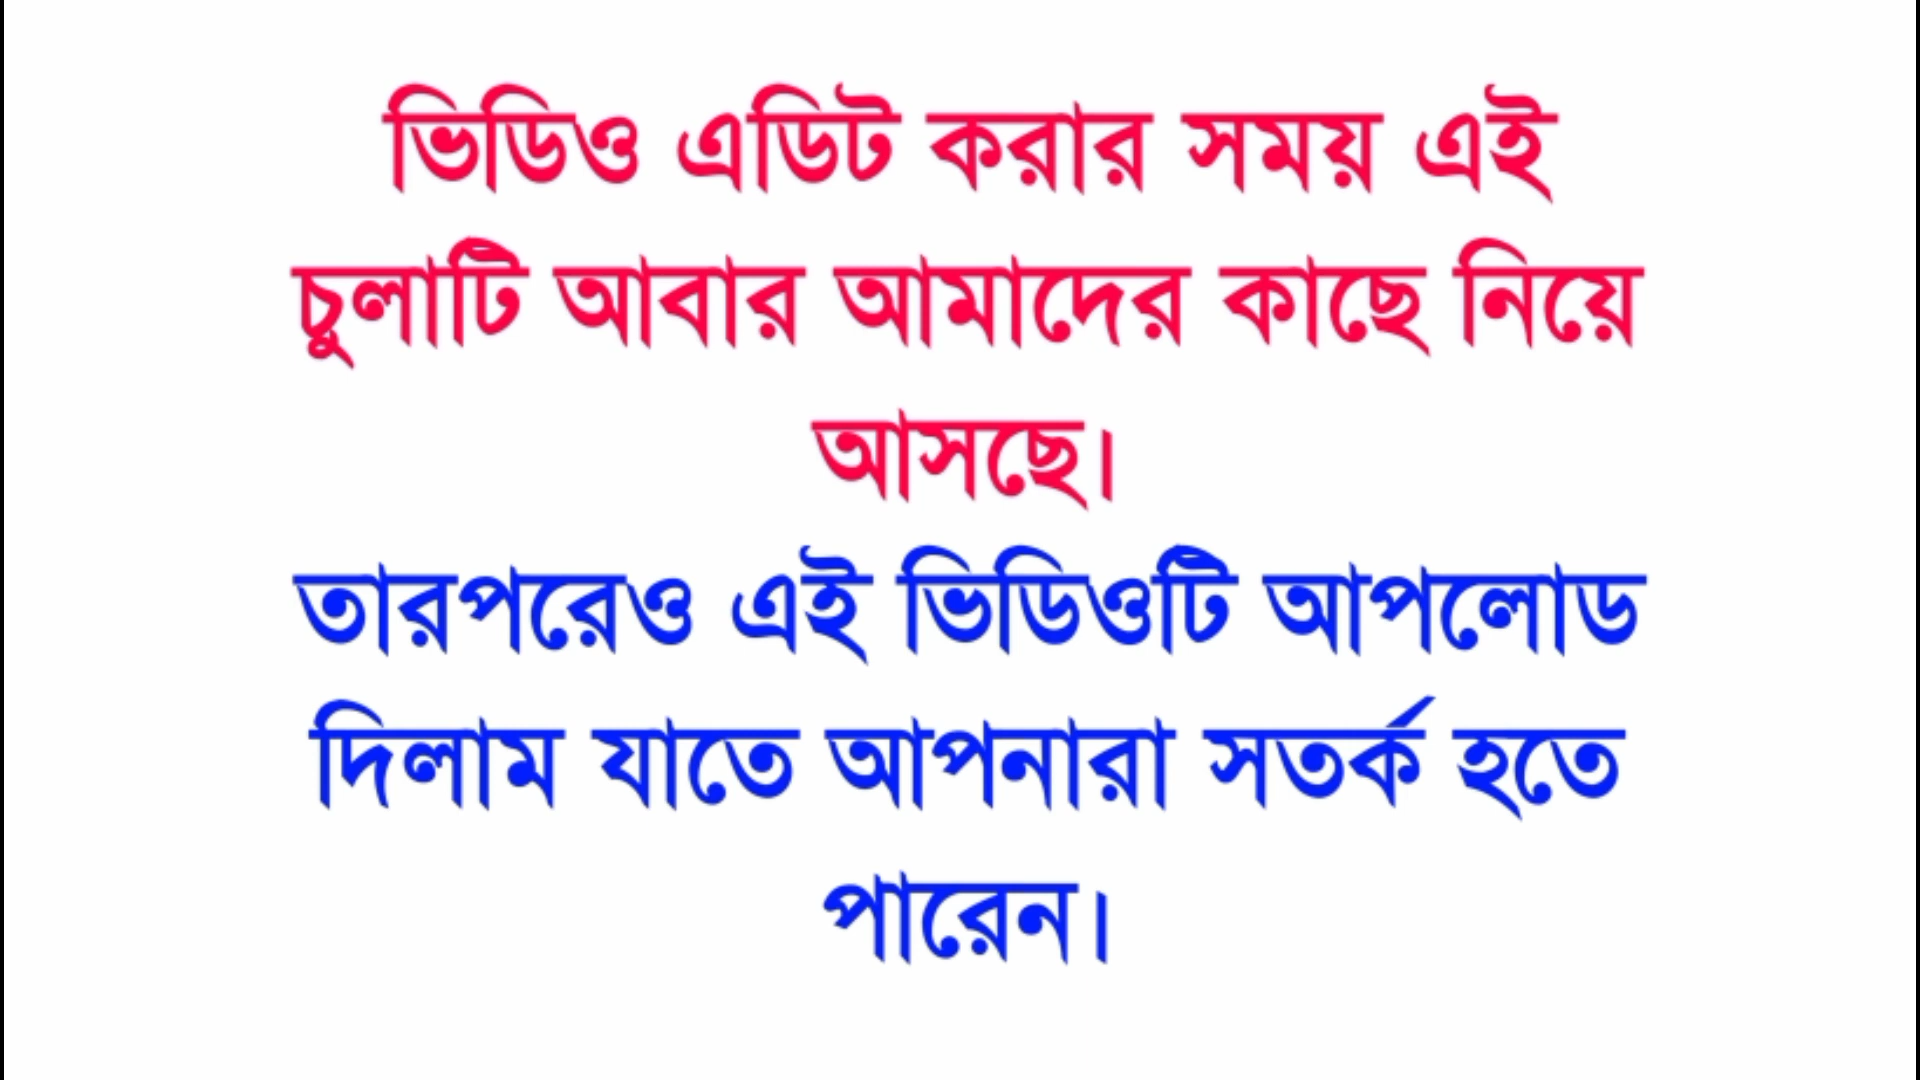 ভিডিও এডিট করার সময় এই
চুলাটি আবার আমাদের কাছে নিয়ে
আসছে।
তারপরেও এই ভিডিওটি আপলোড
দিলাম যাতে আপনারা সতর্ক হতে
পারেন।